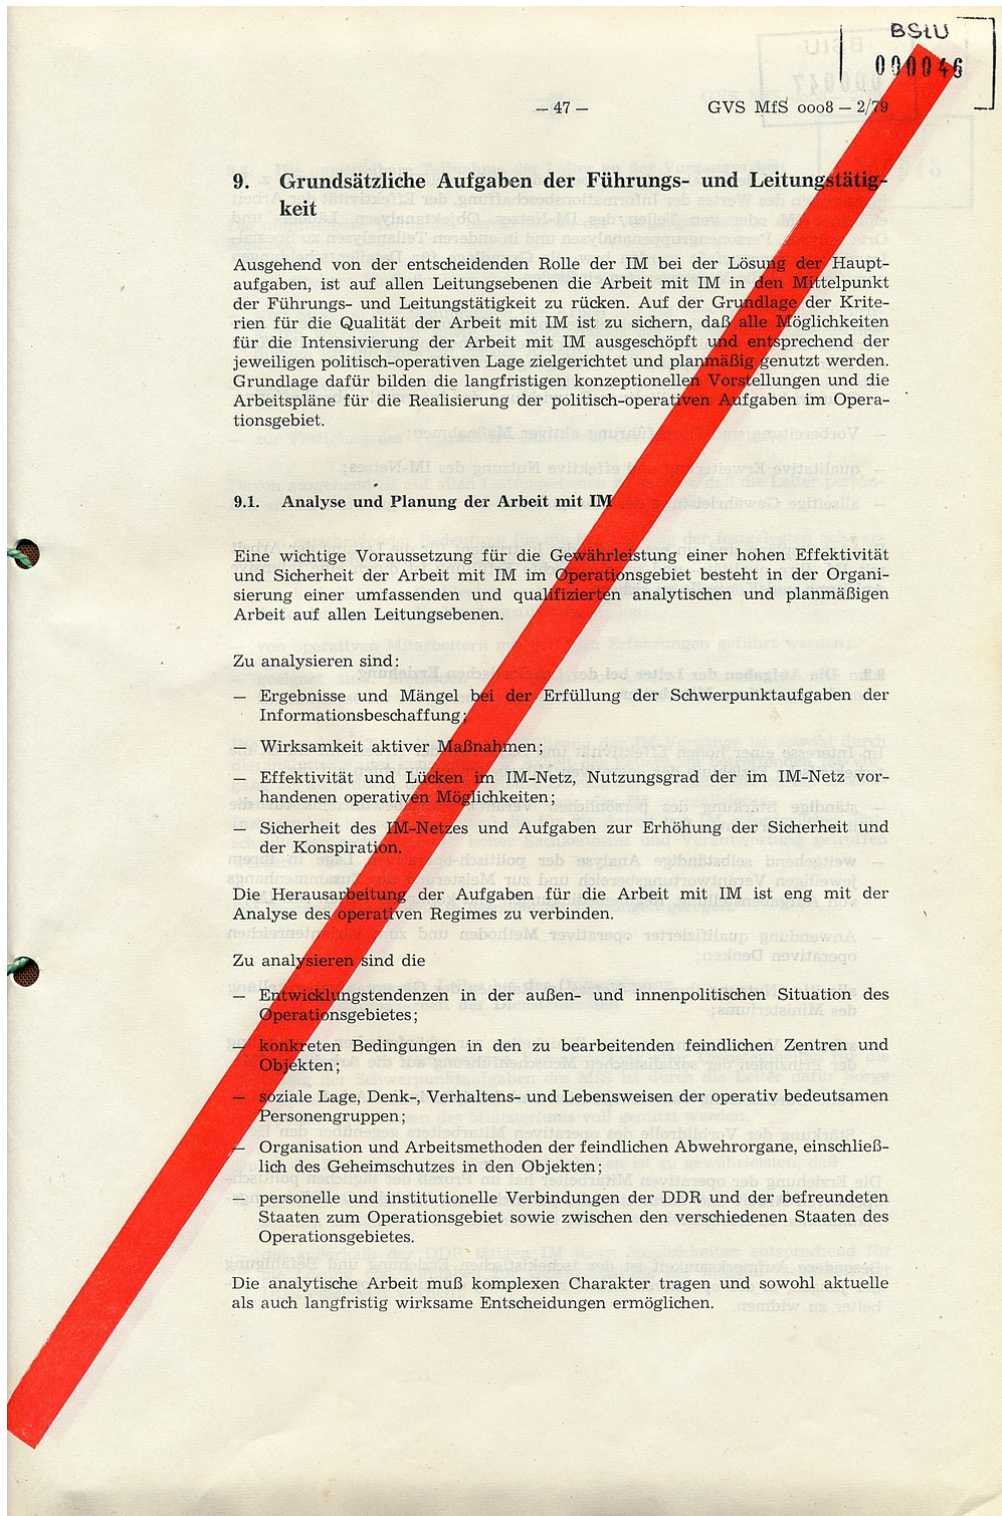 BStU
000046
— 47 —
GVS MfS ooo8 — 2/79
9. Grundsätzliche Aufgaben der Führungs- und Leitungstätig-
keit
Ausgehend von der entscheidenden Rolle der IM bei der Lösung der Haupt-
aufgaben, ist auf allen Leitungsebenen die Arbeit mit IM in den Mittelpunkt
der Führungs- und Leitungstätigkeit zu rücken. Auf der Grundlage der Krite-
rien für die Qualität der Arbeit mit IM ist zu sichern, daß alle Möglichkeiten
für die Intensivierung der Arbeit mit IM ausgeschöpft und entsprechend der
jeweiligen politisch-operativen Lage zielgerichtet und planmäßig genutzt werden.
Grundlage dafür bilden die langfristigen konzeptionellen Vorstellungen und die
Arbeitspläne für die Realisierung der politisch-operativen Aufgaben im Opera-
tionsgebiet.
9.1. Analyse und Planung der Arbeit mit IM
Eine wichtige Voraussetzung für die Gewährleistung einer hohen Effektivität
und Sicherheit der Arbeit mit IM im Operationsgebiet besteht in der Organi-
sierung einer umfassenden und qualifizierten analytischen und planmäßigen
Arbeit auf allen Leitungsebenen.
Zu analysieren sind:
— Ergebnisse und Mängel bei der Erfüllung der Schwerpunktaufgaben der
Informationsbeschaffung;
— Wirksamkeit aktiver Maßnahmen;
— Effektivität und Lücken im IM-Netz, Nutzungsgrad der im IM-Netz vor-
handenen operativen Möglichkeiten;
— Sicherheit des IM-Netzes und Aufgaben zur Erhöhung der Sicherheit und
der Konspiration.
Die Herausarbeitung der Aufgaben für die Arbeit mit IM ist eng mit der
Analyse des operativen Regimes zu verbinden.
Zu analysieren sind die
— Entwicklungstendenzen in der außen- und innenpolitischen Situation des
Operationsgebietes;
— konkreten Bedingungen in den zu bearbeitenden feindlichen Zentren und
Objekten;
— soziale Lage, Denk-, Verhaltens- und Lebensweisen der operativ bedeutsamen
Personengruppen;
— Organisation und Arbeitsmethoden der feindlichen Abwehrorgane, einschließ-
lich des Geheimschutzes in den Objekten;
— personelle und institutionelle Verbindungen der DDR und der befreundeten
Staaten zum Operationsgebiet sowie zwischen den verschiedenen Staaten des
Operationsgebietes.
Die analytische Arbeit muß komplexen Charakter tragen und sowohl aktuelle
als auch langfristig wirksame Entscheidungen ermöglichen.